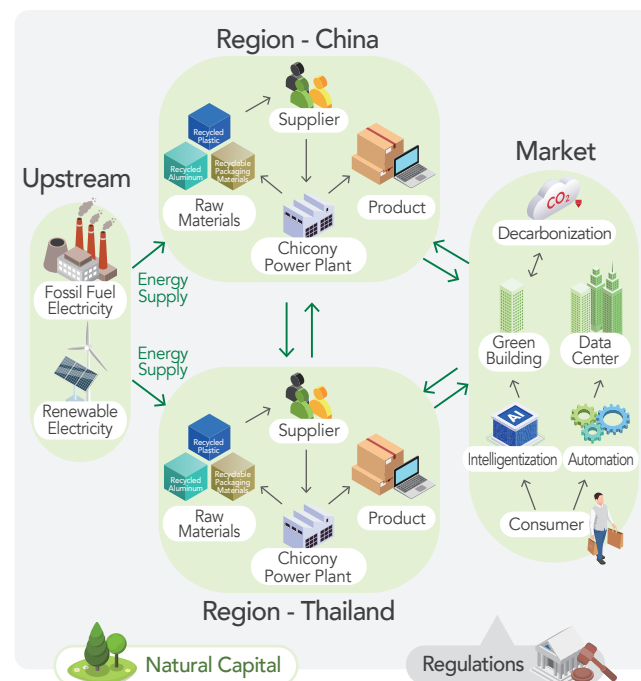 Region - China
Supplier
Recycled
Plastic
Recycled
Aluminum
Recyclable
Packaging
Materials
Raw
Materials
Product
Chicony
Power Plant
Upstream
Fossil Fuel
Electricity
Renewable
Electricity
Energy
Supply
Energy
Supply
Market
CO2
Decarbonization
Green
Building
Data
Center
AI
Intelligentization
Automation
Consumer
Supplier
Recycled
Plastic
Recycled
Aluminum
Recyclable
Packaging
Materials
Raw
Materials
Product
Chicony
Power Plant
Region - Thailand
Natural Capital
Regulations